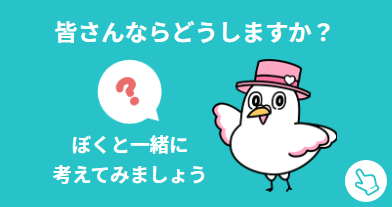 皆さんならどうしますか？
?
ぼくと一緒に
考えてみましょう